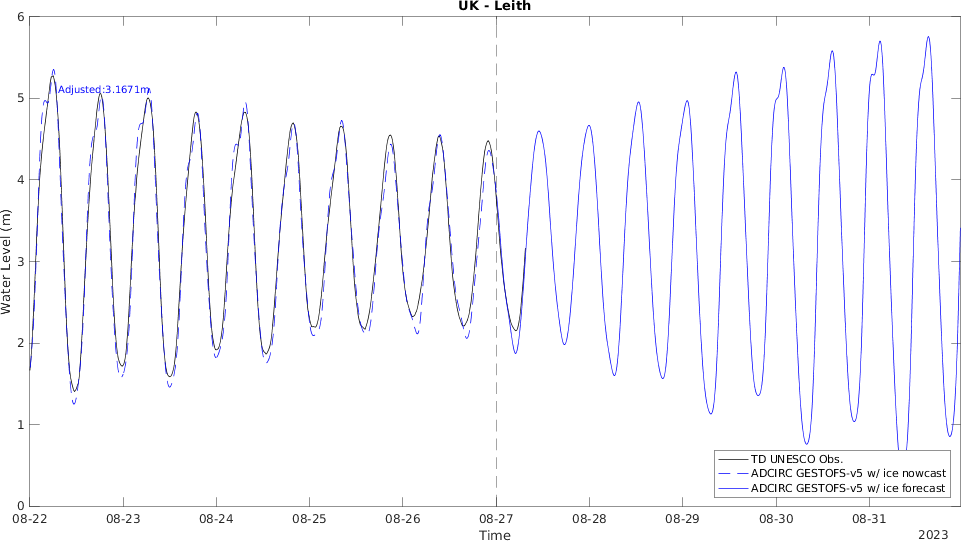 UK - Leith
6
5
4
3
2
1
0
Water Level (m)
Adjusted:3.1671m
TD UNESCO Obs.
ADCIRC GESTOFS-v5 w/ ice nowcast
ADCIRC GESTOFS-v5 w/ ice forecast
08-22 08-23 08-24 08-25 08-26 08-27 08-28 08-29 08-30 08-31
Time
2023